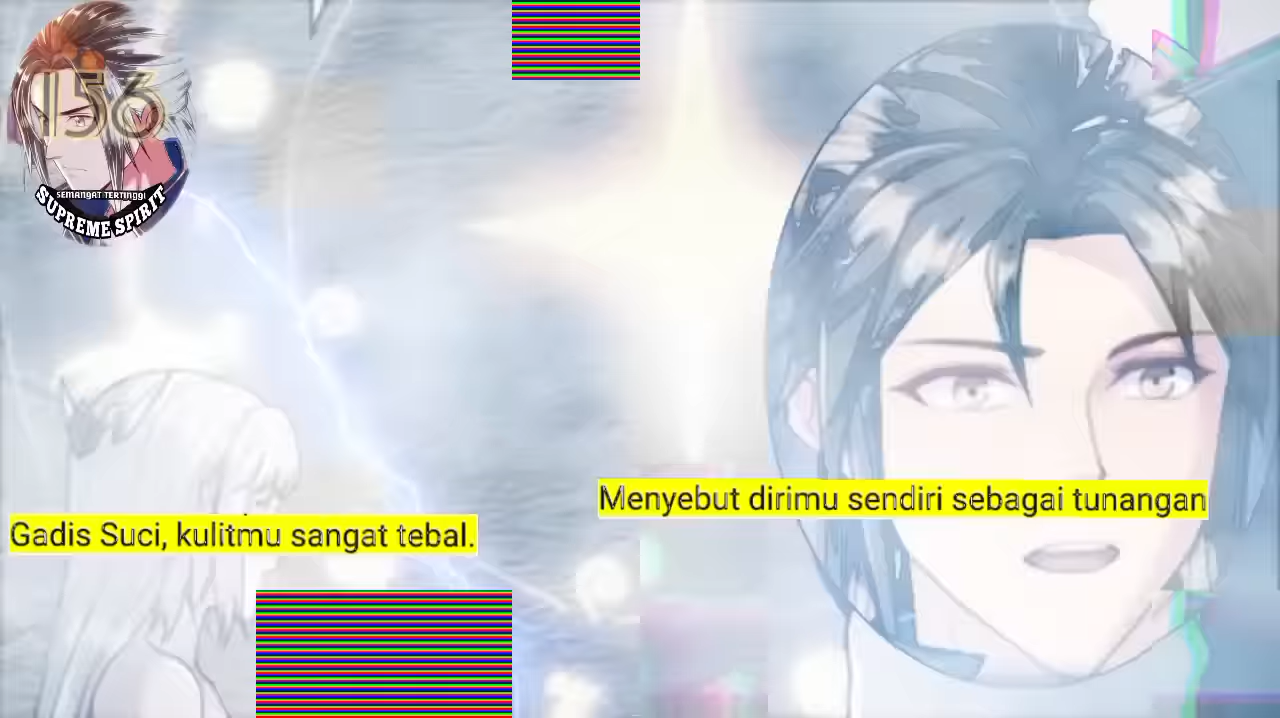 156
SEMANGAT TERTINGGI
SUPREME SPIRIT
Menyebut dirimu sendiri sebagai tunangan
Gadis Suci, kulitmu sangat tebal.